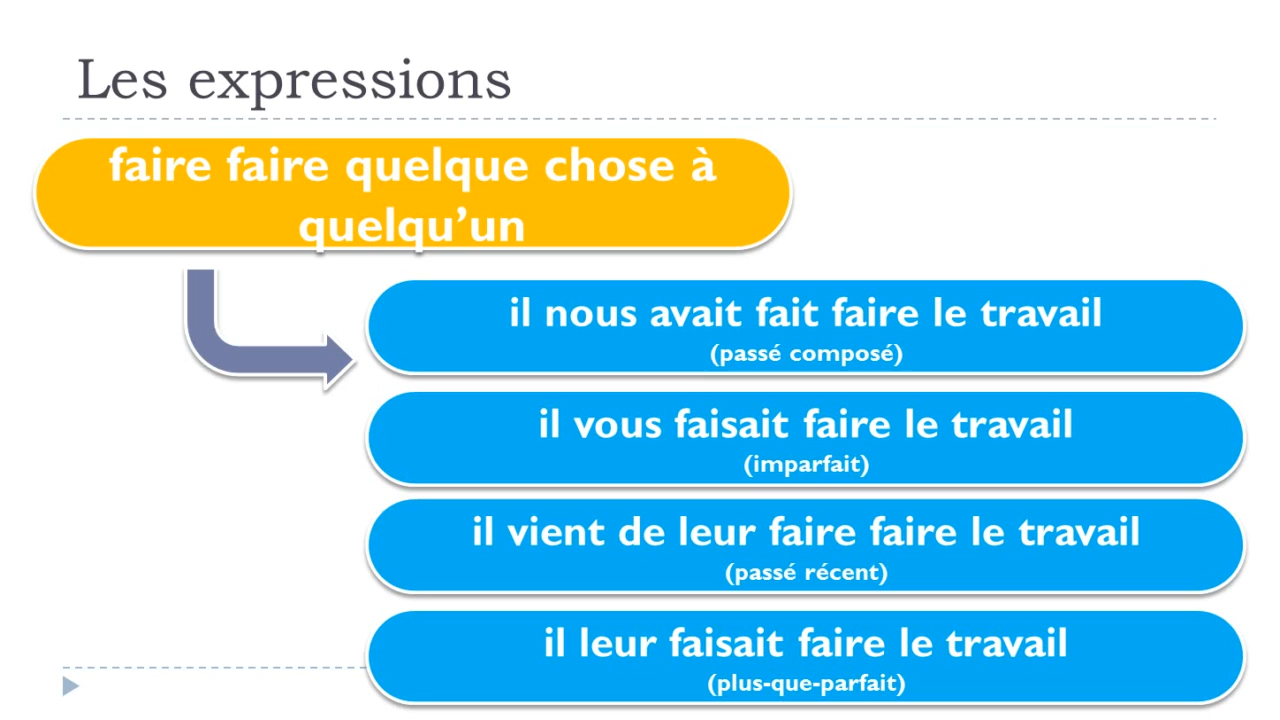 Les expressions
faire faire quelque chose à
quelqu’un
il nous avait fait faire le travail
(passé composé)
il vous faisait faire le travail
(imparfait)
il vient de leur faire faire le travail
(passé récent)
il leur faisait faire le travail
(plus-que-parfait)